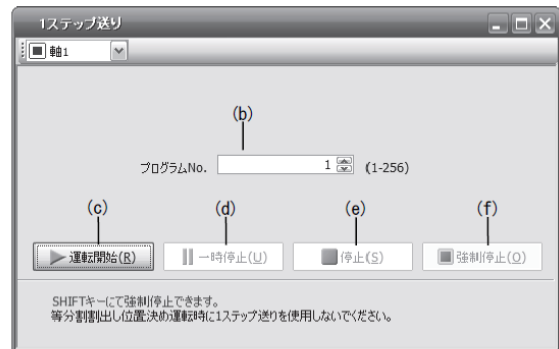 1ステップ送り
軸1
(b)
プログラムNo. 1 (1-256)
(c) (d) (e) (f)
運転開始(R) 一時停止(U) 停止(S) 強制停止(O)
SHIFTキーにて強制停止できます。
等分割割出し位置決め運転時に1ステップ送りを使用しないでください。